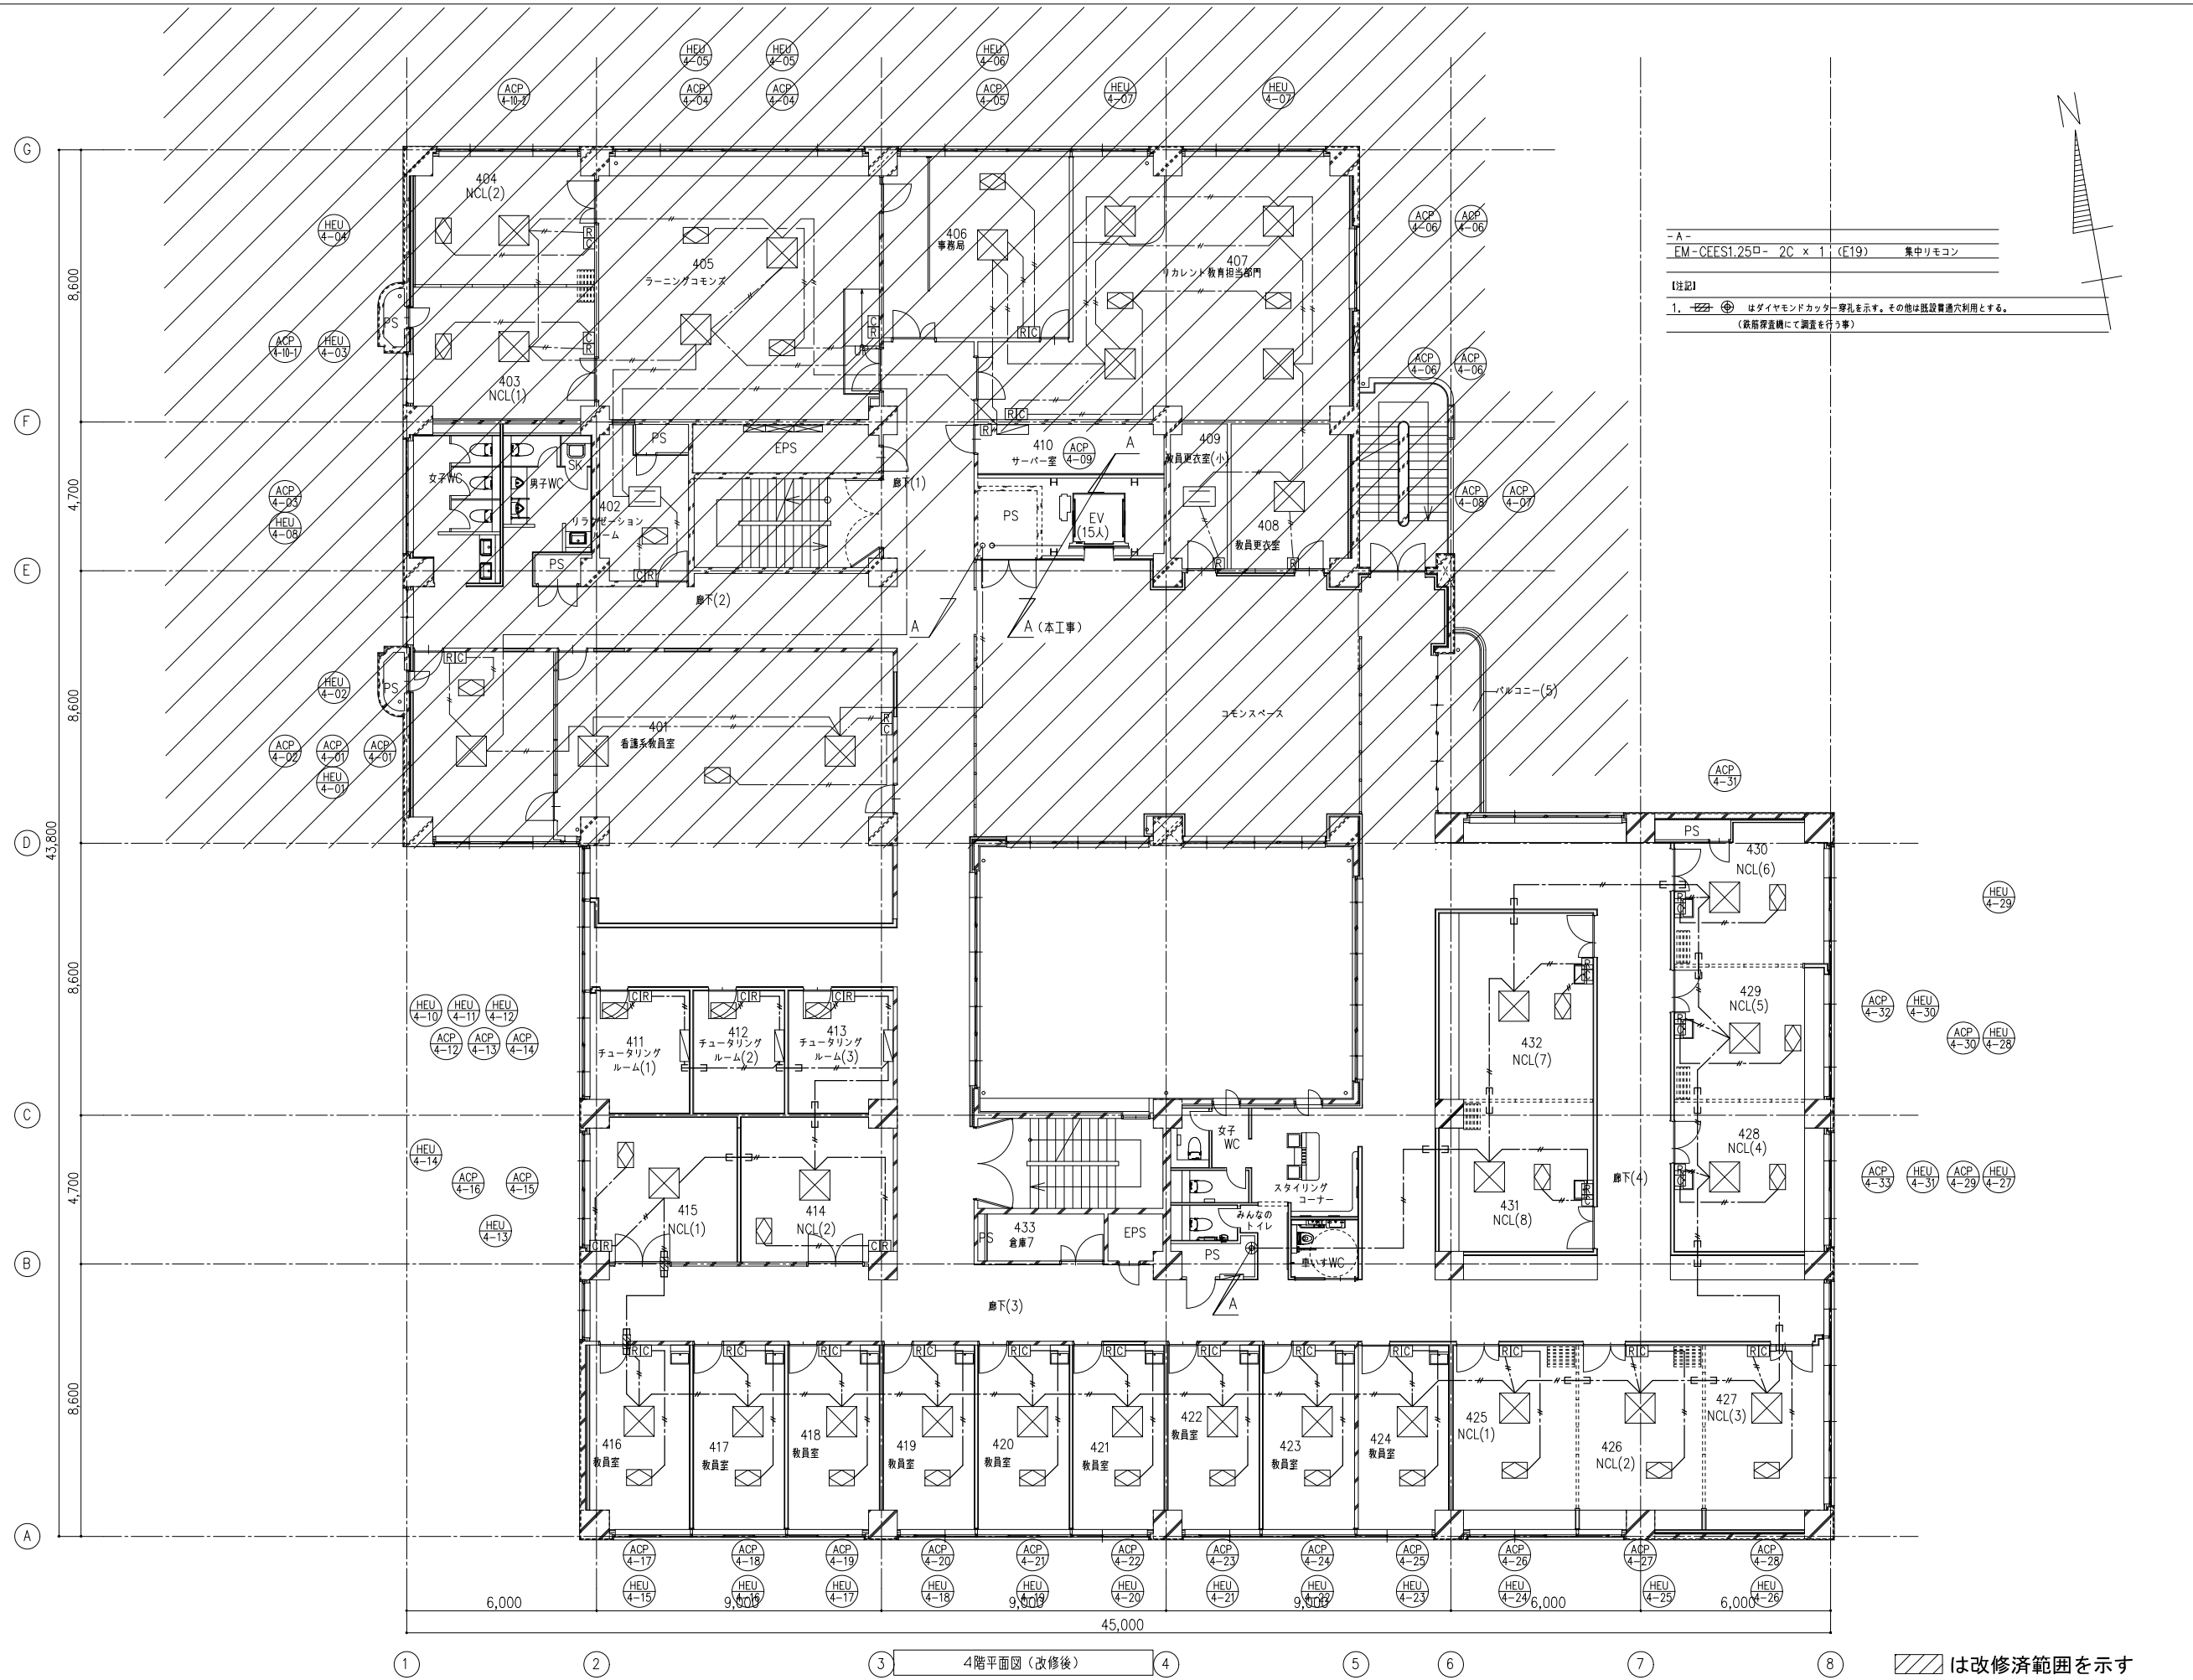 HEU 4-05
HEU 4-05
HEU 4-06
ACP 4-10-2
ACP 4-04
ACP 4-04
ACP 4-05
HEU 4-07
HEU 4-07
N
G
404
NCL(2)
HEU 4-04
R
C
405
ラーニングコモンズ
406
事務局
407
リカレント教育担当部門
ACP 4-06
ACP 4-06
- A -
EM-CEES1.25□- 2C × 1 (E19) 集中リモコン
【注記】
1. はダイヤモンドカッター穿孔を示す。その他は既設貫通穴利用とする。
(鉄筋探査機にて調査を行う事)
8,600
PS
ACP 4-10-1
HEU 4-03
C
R
C
R
R C
403
NCL(1)
ACP 4-06
ACP 4-06
F
R C
R
PS
EPS
410
サーバー室
ACP 4-09
A
409
教員更衣室(小)
SK
女子WC
男子WC
廊下(1)
4,700
ACP 4-03
HEU 4-08
402
リラクゼーション
ルーム
PS
EV
(15人)
408
教員更衣室
ACP 4-08
ACP 4-07
E
PS
C R
R
R
廊下(2)
A
A (本工事)
R C
8,600
HEU 4-02
PS
バルコニー(5)
401
看護系教員室
R
C
コモンスペース
ACP 4-02
ACP 4-01
ACP 4-01
HEU 4-01
ACP 4-31
D
43,800
PS
430
NCL(6)
HEU 4-29
R
C
8,600
HEU 4-10
HEU 4-11
HEU 4-12
ACP 4-12
ACP 4-13
ACP 4-14
C R
C R
C R
411
チュータリング
ルーム(1)
412
チュータリング
ルーム(2)
413
チュータリング
ルーム(3)
R
C
432
NCL(7)
429
NCL(5)
R
C
ACP 4-32
HEU 4-30
ACP 4-30
HEU 4-28
C
HEU 4-14
ACP 4-16
ACP 4-15
HEU 4-13
女子
WC
428
NCL(4)
R
C
ACP 4-33
HEU 4-31
ACP 4-29
HEU 4-27
4,700
415
NCL(1)
414
NCL(2)
C R
C R
スタイリング
コーナー
みんなの
トイレ
431
NCL(8)
R
C
廊下(4)
PS
433
倉庫7
EPS
PS
車いすWC
B
廊下(3)
A
R C
R C
R C
R C
R C
R C
R C
R C
R C
R C
R C
R C
8,600
416
教員室
417
教員室
418
教員室
419
教員室
420
教員室
421
教員室
422
教員室
423
教員室
424
教員室
425
NCL(1)
426
NCL(2)
427
NCL(3)
A
ACP 4-17
ACP 4-18
ACP 4-19
ACP 4-20
ACP 4-21
ACP 4-22
ACP 4-23
ACP 4-24
ACP 4-25
ACP 4-26
ACP 4-27
ACP 4-28
HEU 4-15
HEU 4-16
HEU 4-17
HEU 4-18
HEU 4-19
HEU 4-20
HEU 4-21
HEU 4-22
HEU 4-23
HEU 4-24
HEU 4-25
HEU 4-26
6,000
9,000
9,000
9,000
6,000
6,000
45,000
1
2
3
4階平面図(改修後)
4
5
6
7
8
は改修済範囲を示す